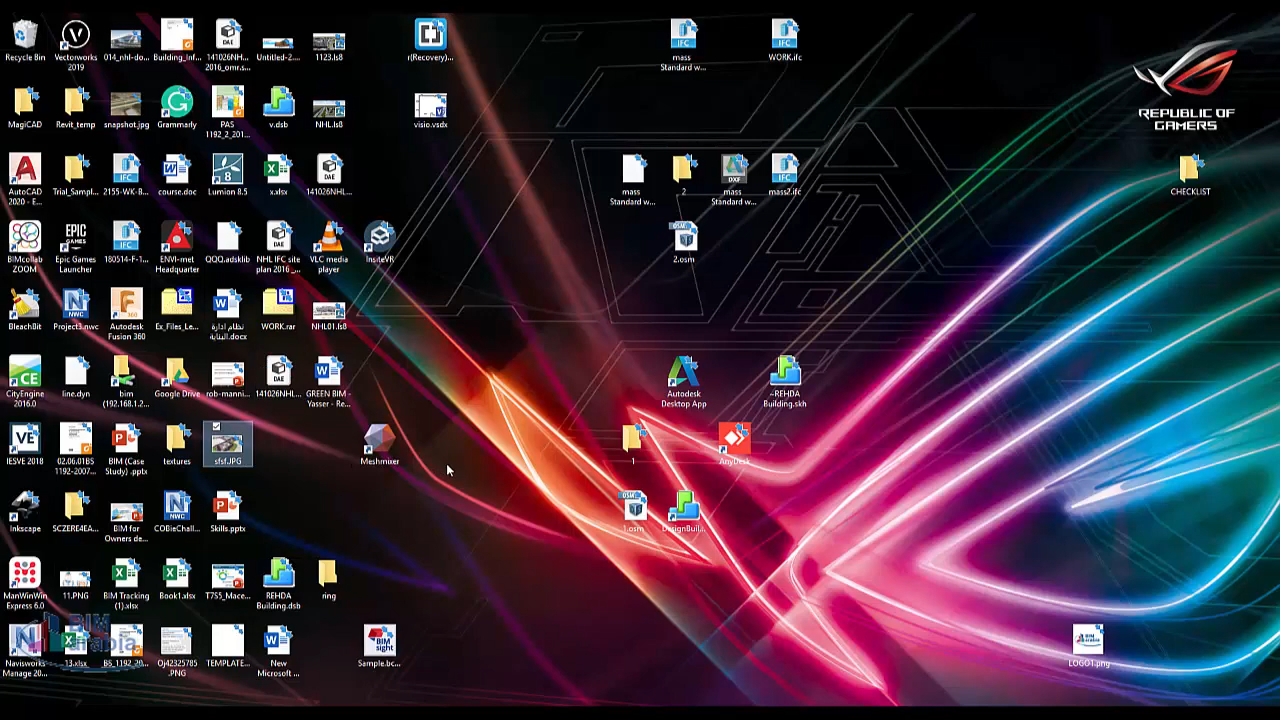 Recycle Bin
Vectorworks
2019
014_nhl-do...
Building_Inf...
141026NHL
2016_omr.s...
Untitled-2....
1123.ls8
r(Recovery)...
mass
Standard w...
WORK.ifc
REPUBLIC OF
GAMERS
MagiCAD
Revit_temp
snapshot.jpg
Grammarly
PAS
1192_2_201...
v.dsb
NHL.ls8
visio.vsdx
AutoCAD
2020 - E...
Trial_Sampl...
2155-WK-B...
course.doc
Lumion 8.5
x.xlsx
141026NHL...
mass
Standard w...
2
mass
Standard w...
mass2.ifc
CHECKLIST
BIMcollab
ZOOM
Epic Games
Launcher
180514-F-1...
ENVI-met
Headquarter
QQQ.adsklib
NHL IFC site
plan 2016 _...
VLC media
player
InsiteVR
2.osm
BleachBit
Project3.nwc
Autodesk
Fusion 360
Ex_Files_Le...
نظام ادارة
البناية.docx
WORK.rar
NHL01.ls8
CityEngine
2016.0
line.dyn
bim
(192.168.1.2...
Google Drive
rob-manni...
141026NHL...
GREEN BIM -
Yasser - Re...
Autodesk
Desktop App
~REHDA
Building.skh
IESVE 2018
02.06.01BS
1192-2007...
BIM (Case
Study) .pptx
textures
sfsf.JPG
Meshmixer
1
AnyDesk
Inkscape
SCZERE4EA...
BIM for
Owners de...
COBieChall...
Skills.pptx
1.osm
DesignBuil...
ManWinWin
Express 6.0
11.PNG
BIM Tracking
(1).xlsx
Book1.xlsx
T7S5_Mace...
REHDA
Building.dsb
ring
Navisworks
Manage 20...
13.xlsx
BS_1192_20...
Oj42325785
.PNG
TEMPLATE...
New
Microsoft ...
Sample.bc...
LOGG1.png
BIM
arabia